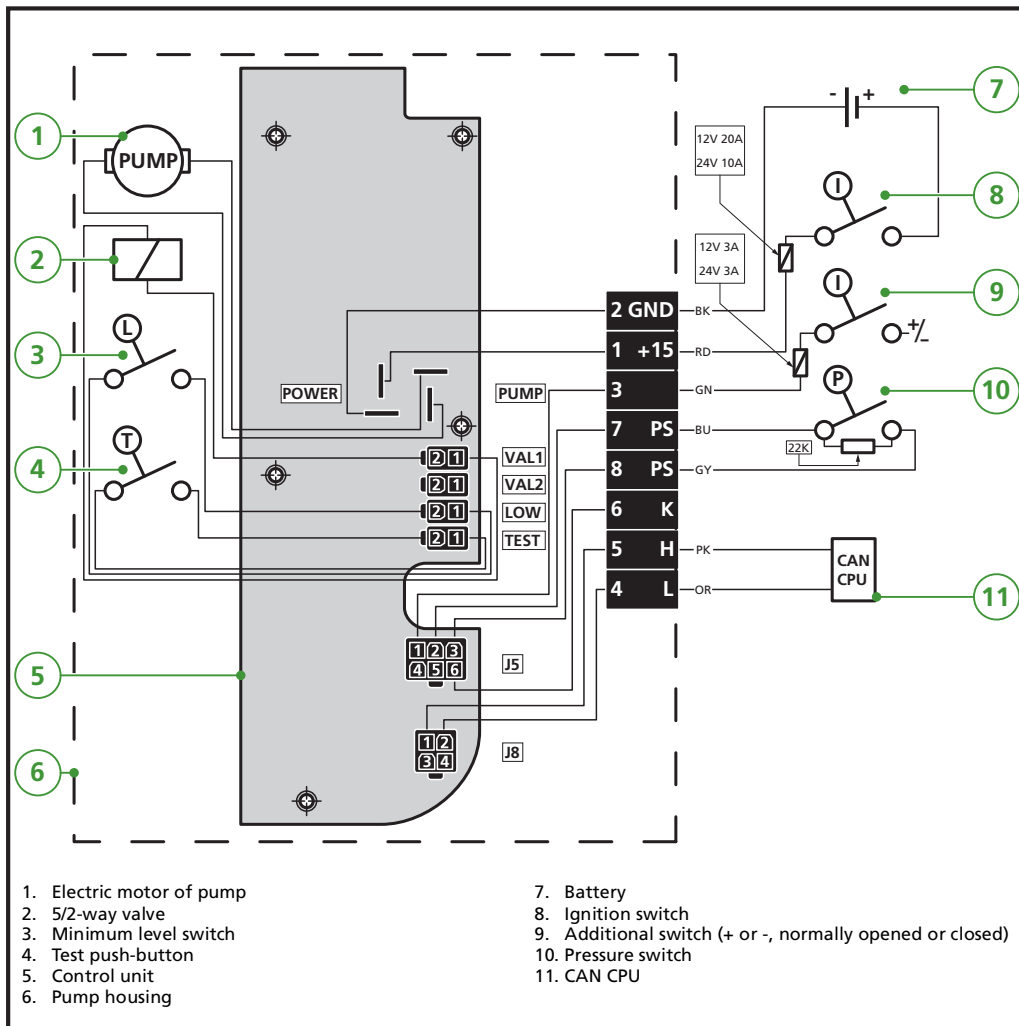 1
PUMP
2
3
L
4
T
5
6
POWER
PUMP
2 1 VAL1
2 1 VAL2
2 1 LOW
2 1 TEST
1 2 3
4 5 6
J5
1 2
3 4
J8
2 GND BK
1 +15 RD
3 GN
7 PS BU
8 PS GY
6 K
5 H PK
4 L OR
12V 20A
24V 10A
12V 3A
24V 3A
- +
7
I
8
I
+/-
9
P
10
22K
CAN
CPU
11
1. Electric motor of pump
2. 5/2-way valve
3. Minimum level switch
4. Test push-button
5. Control unit
6. Pump housing
7. Battery
8. Ignition switch
9. Additional switch (+ or -, normally opened or closed)
10. Pressure switch
11. CAN CPU